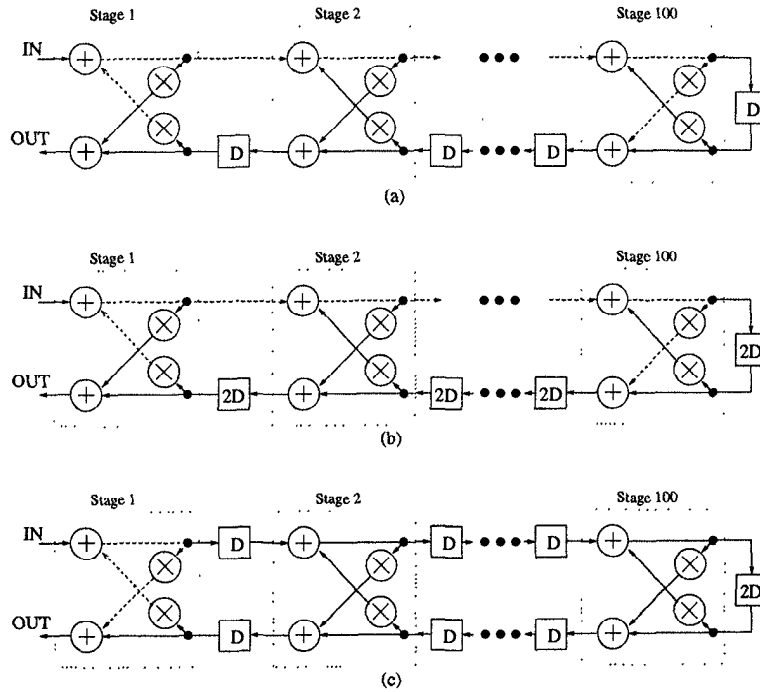 Stage 1 Stage 2 Stage 100
IN
D
OUT D D D
(a)
Stage 1 Stage 2 Stage 100
IN
2D
OUT 2D 2D 2D
(b)
Stage 1 Stage 2 Stage 100
IN D D D
2D
OUT D D D
(c)